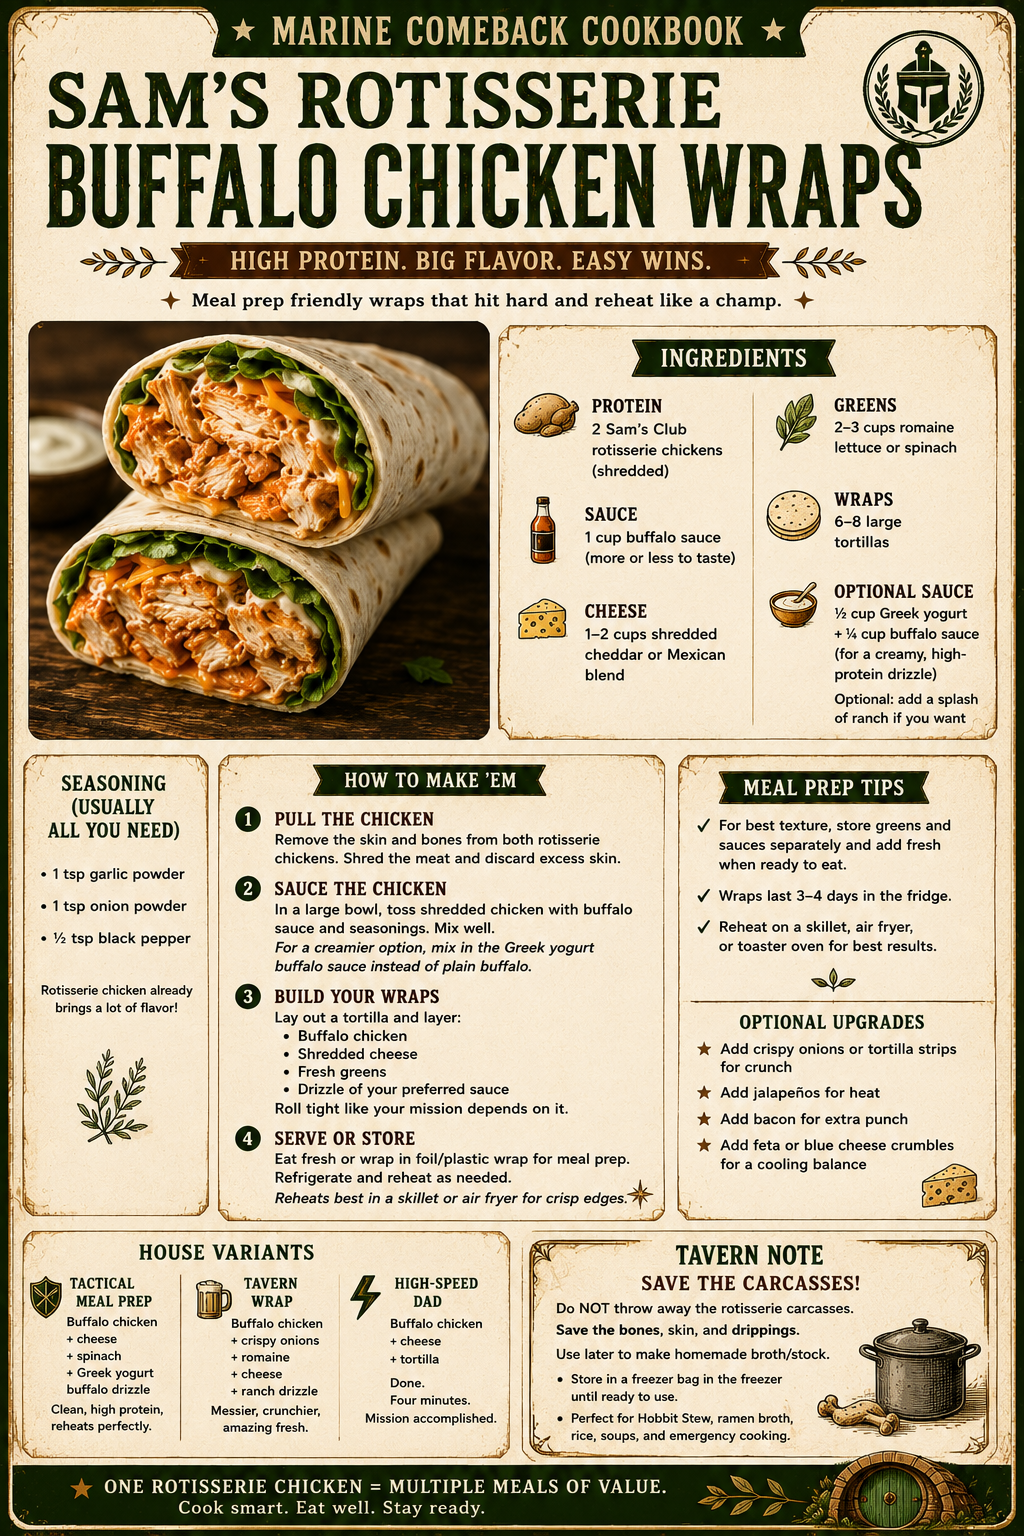 MARINE COMEBACK COOKBOOK
SAM'S ROTISSERIE
BUFFALO CHICKEN WRAPS
HIGH PROTEIN. BIG FLAVOR. EASY WINS.
Meal prep friendly wraps that hit hard and reheat like a champ.
INGREDIENTS
PROTEIN
2 Sam's Club
rotisserie chickens
(shredded)
SAUCE
1 cup buffalo sauce
(more or less to taste)
CHEESE
1–2 cups shredded
cheddar or Mexican
blend
GREENS
2–3 cups romaine
lettuce or spinach
WRAPS
6–8 large
tortillas
OPTIONAL SAUCE
½ cup Greek yogurt
+ ¼ cup buffalo sauce
(for a creamy, high-
protein drizzle)
Optional: add a splash
of ranch if you want
SEASONING
(USUALLY
ALL YOU NEED)
• 1 tsp garlic powder
• 1 tsp onion powder
• ½ tsp black pepper
Rotisserie chicken already
brings a lot of flavor!
HOW TO MAKE 'EM
1 PULL THE CHICKEN
Remove the skin and bones from both rotisserie
chickens. Shred the meat and discard excess skin.
2 SAUCE THE CHICKEN
In a large bowl, toss shredded chicken with buffalo
sauce and seasonings. Mix well.
For a creamier option, mix in the Greek yogurt
buffalo sauce instead of plain buffalo.
3 BUILD YOUR WRAPS
Lay out a tortilla and layer:
• Buffalo chicken
• Shredded cheese
• Fresh greens
• Drizzle of your preferred sauce
Roll tight like your mission depends on it.
4 SERVE OR STORE
Eat fresh or wrap in foil/plastic wrap for meal prep.
Refrigerate and reheat as needed.
Reheats best in a skillet or air fryer for crisp edges.
MEAL PREP TIPS
✓ For best texture, store greens and
sauces separately and add fresh
when ready to eat.
✓ Wraps last 3–4 days in the fridge.
✓ Reheat on a skillet, air fryer,
or toaster oven for best results.
OPTIONAL UPGRADES
★ Add crispy onions or tortilla strips
for crunch
★ Add jalapeños for heat
★ Add bacon for extra punch
★ Add feta or blue cheese crumbles
for a cooling balance
HOUSE VARIANTS
TACTICAL
MEAL PREP
Buffalo chicken
+ cheese
+ spinach
+ Greek yogurt
buffalo drizzle
Clean, high protein,
reheats perfectly.
TAVERN
WRAP
Buffalo chicken
+ crispy onions
+ romaine
+ cheese
+ ranch drizzle
Messier, crunchier,
amazing fresh.
HIGH-SPEED
DAD
Buffalo chicken
+ cheese
+ tortilla
Done.
Four minutes.
Mission accomplished.
TAVERN NOTE
SAVE THE CARCASSES!
Do NOT throw away the rotisserie carcasses.
Save the bones, skin, and drippings.
Use later to make homemade broth/stock.
• Store in a freezer bag in the freezer
until ready to use.
• Perfect for Hobbit Stew, ramen broth,
rice, soups, and emergency cooking.
★ ONE ROTISSERIE CHICKEN = MULTIPLE MEALS OF VALUE.
Cook smart. Eat well. Stay ready.